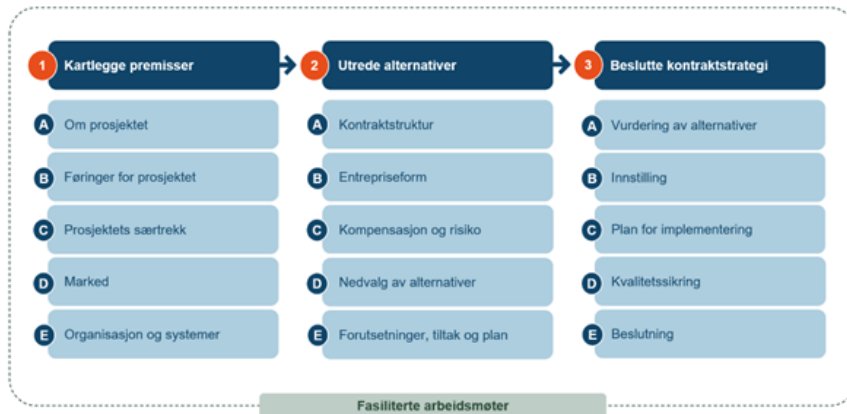 1 Kartlegge premisser
A Om prosjektet
B Føringer for prosjektet
C Prosjektets særtrekk
D Marked
E Organisasjon og systemer
2 Utrede alternativer
A Kontraktstruktur
B Entrepriseform
C Kompensasjon og risiko
D Nedvalg av alternativer
E Forutsetninger, tiltak og plan
3 Beslutte kontraktstrategi
A Vurdering av alternativer
B Innstilling
C Plan for implementering
D Kvalitetssikring
E Beslutning
Fasiliterte arbeidsmøter